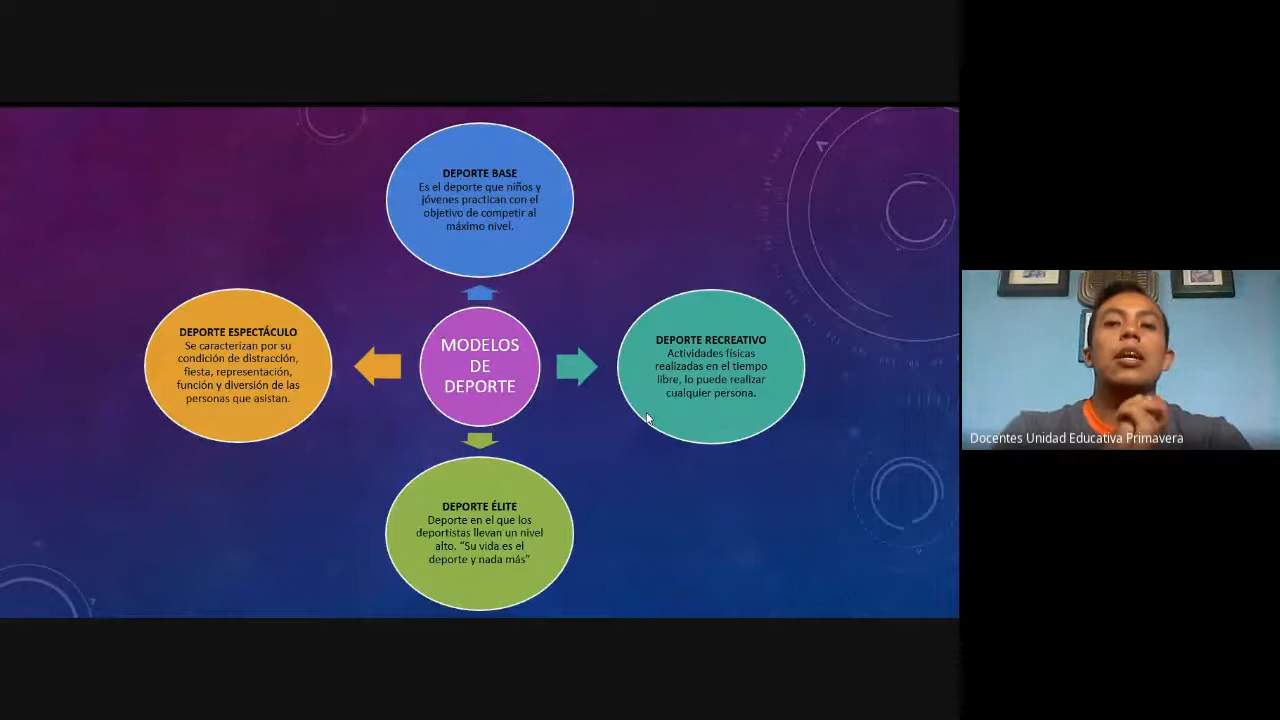 DEPORTE BASE
Es el deporte que niños y
jóvenes practican con el
objetivo de competir al
máximo nivel.
DEPORTE ESPECTÁCULO
Se caracterizan por su
condición de distracción,
fiesta, representación,
función y diversión de las
personas que asistan.
MODELOS
DE
DEPORTE
DEPORTE RECREATIVO
Actividades físicas
realizadas en el tiempo
libre, lo puede realizar
cualquier persona.
DEPORTE ÉLITE
Deporte en el que los
deportistas llevan un nivel
alto. “Su vida es el
deporte y nada más”
Docentes Unidad Educativa Primavera